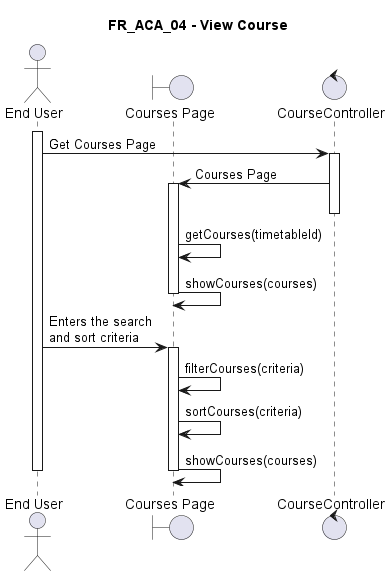 FR_ACA_04 - View Course
End User
Courses Page
CourseController
Get Courses Page
Courses Page
getCourses(timetableId)
showCourses(courses)
Enters the search
and sort criteria
filterCourses(criteria)
sortCourses(criteria)
showCourses(courses)
End User
Courses Page
CourseController